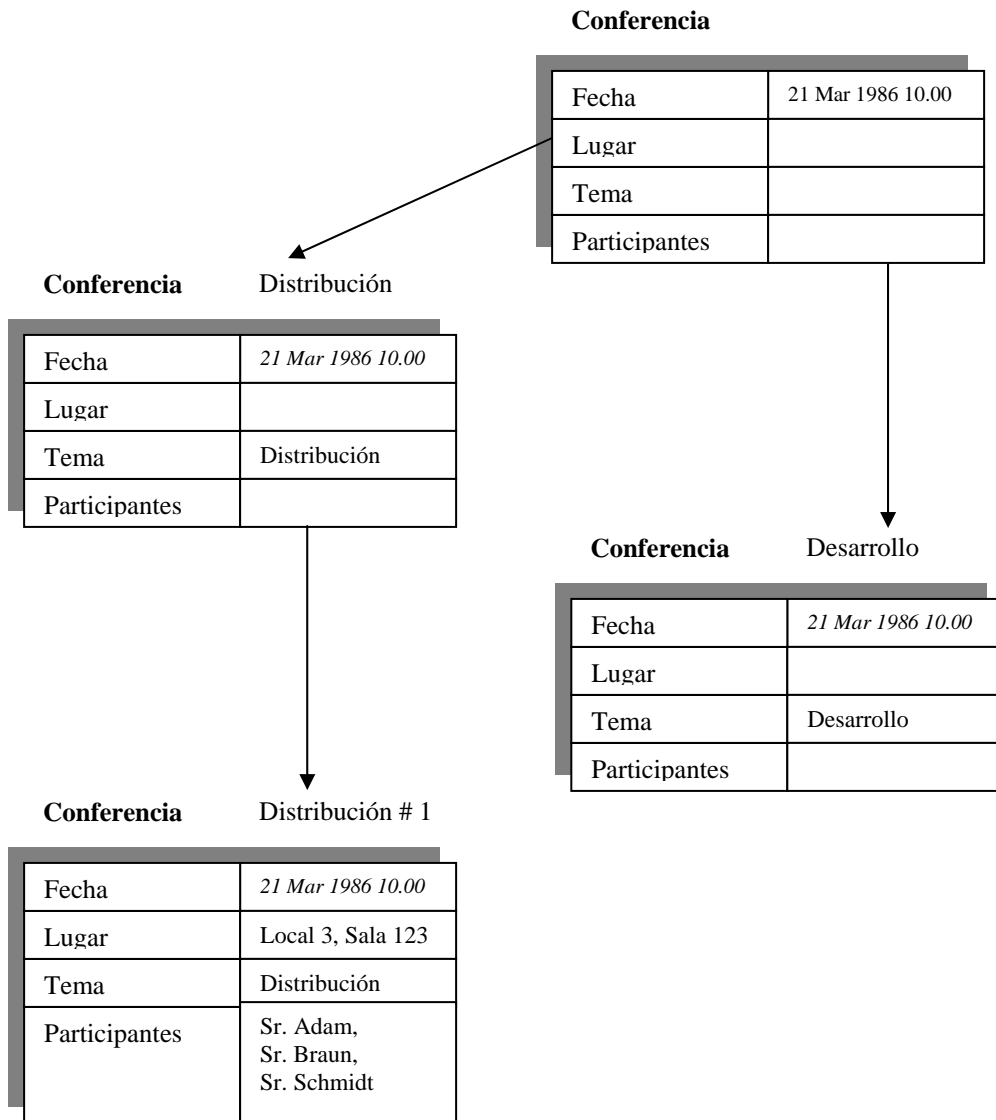 Conferencia
Fecha 21 Mar 1986 10.00
Lugar
Tema
Participantes
Conferencia Distribución
Fecha 21 Mar 1986 10.00
Lugar
Tema Distribución
Participantes
Conferencia Desarrollo
Fecha 21 Mar 1986 10.00
Lugar
Tema Desarrollo
Participantes
Conferencia Distribución # 1
Fecha 21 Mar 1986 10.00
Lugar Local 3, Sala 123
Tema Distribución
Participantes Sr. Adam,
Sr. Braun,
Sr. Schmidt